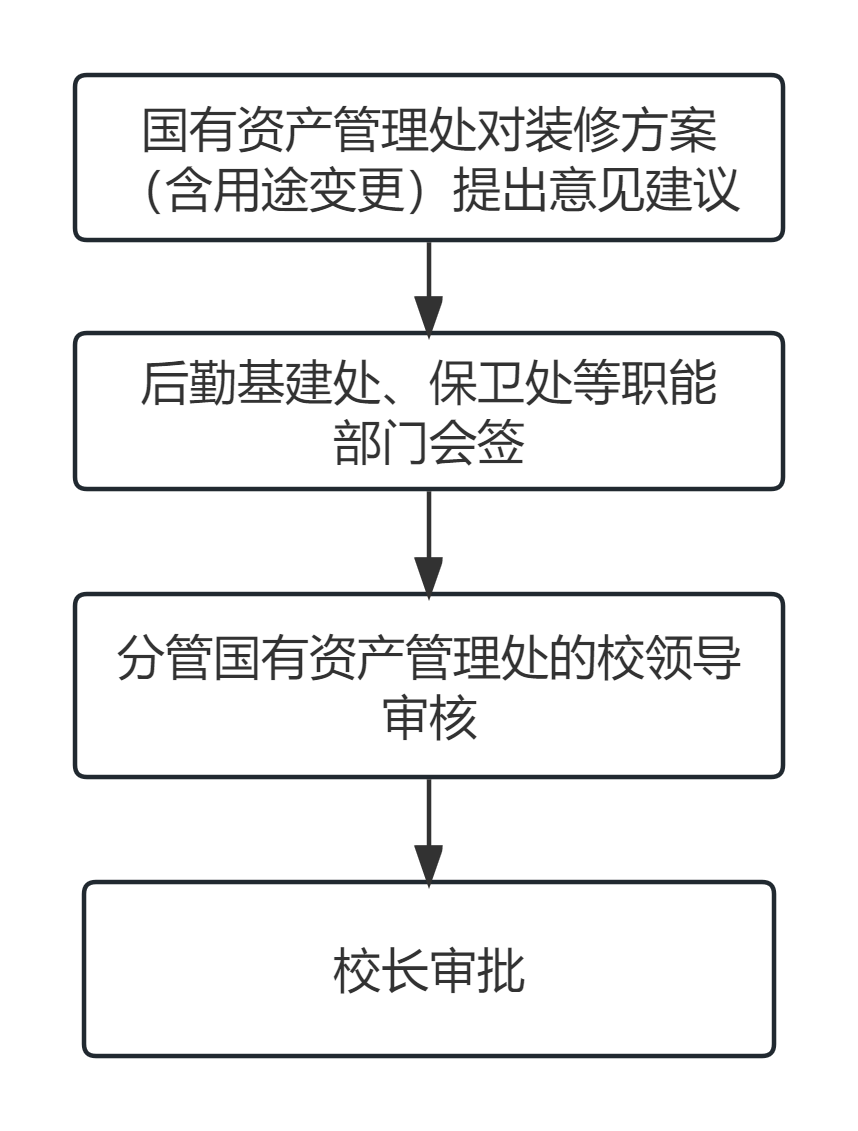 国有资产管理处对装修方案
（含用途变更）提出意见建议
后勤基建处、保卫处等职能
部门会签
分管国有资产管理处的校领导
审核
校长审批